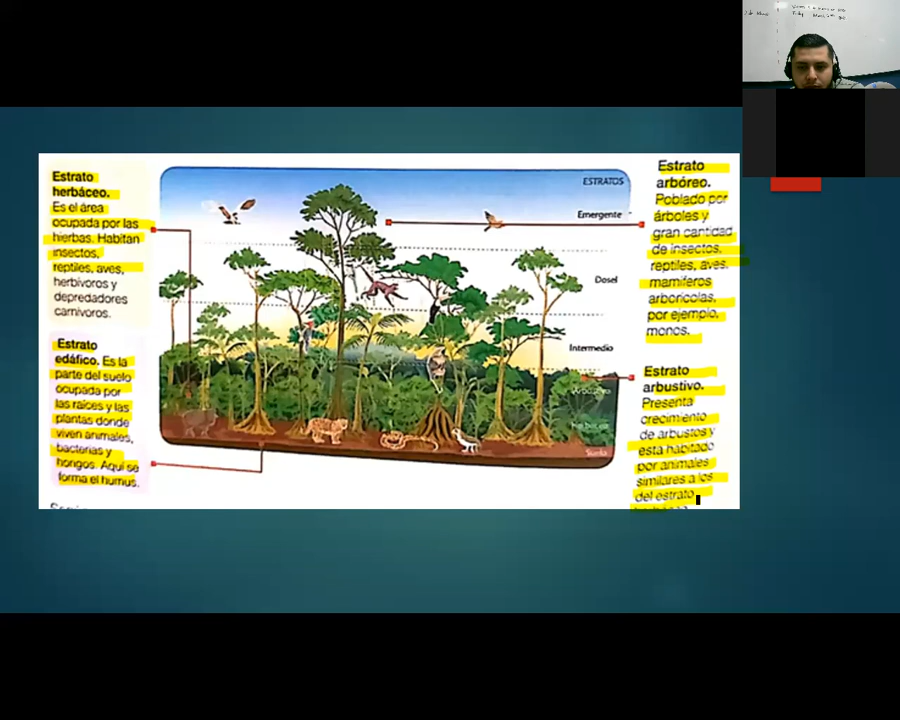 Estrato
herbáceo.
Es el área
ocupada por las
hierbas. Habitan
insectos,
reptiles, aves,
herbívoros y
depredadores
carnívoros.
Estrato
edáfico. Es la
parte del suelo
ocupada por
las raíces y las
plantas donde
viven animales,
bacterias y
hongos. Aquí se
forma el humus.
ESTRATOS
Emergente
Dosel
Intermedio
Suelo
Estrato
arbóreo.
Poblado por
árboles y
gran cantidad
de insectos,
reptiles, aves,
mamíferos
arborícolas,
por ejemplo,
monos.
Estrato
arbustivo.
Presenta
crecimiento
de arbustos y
está habitado
por animales
similares a los
del estrato